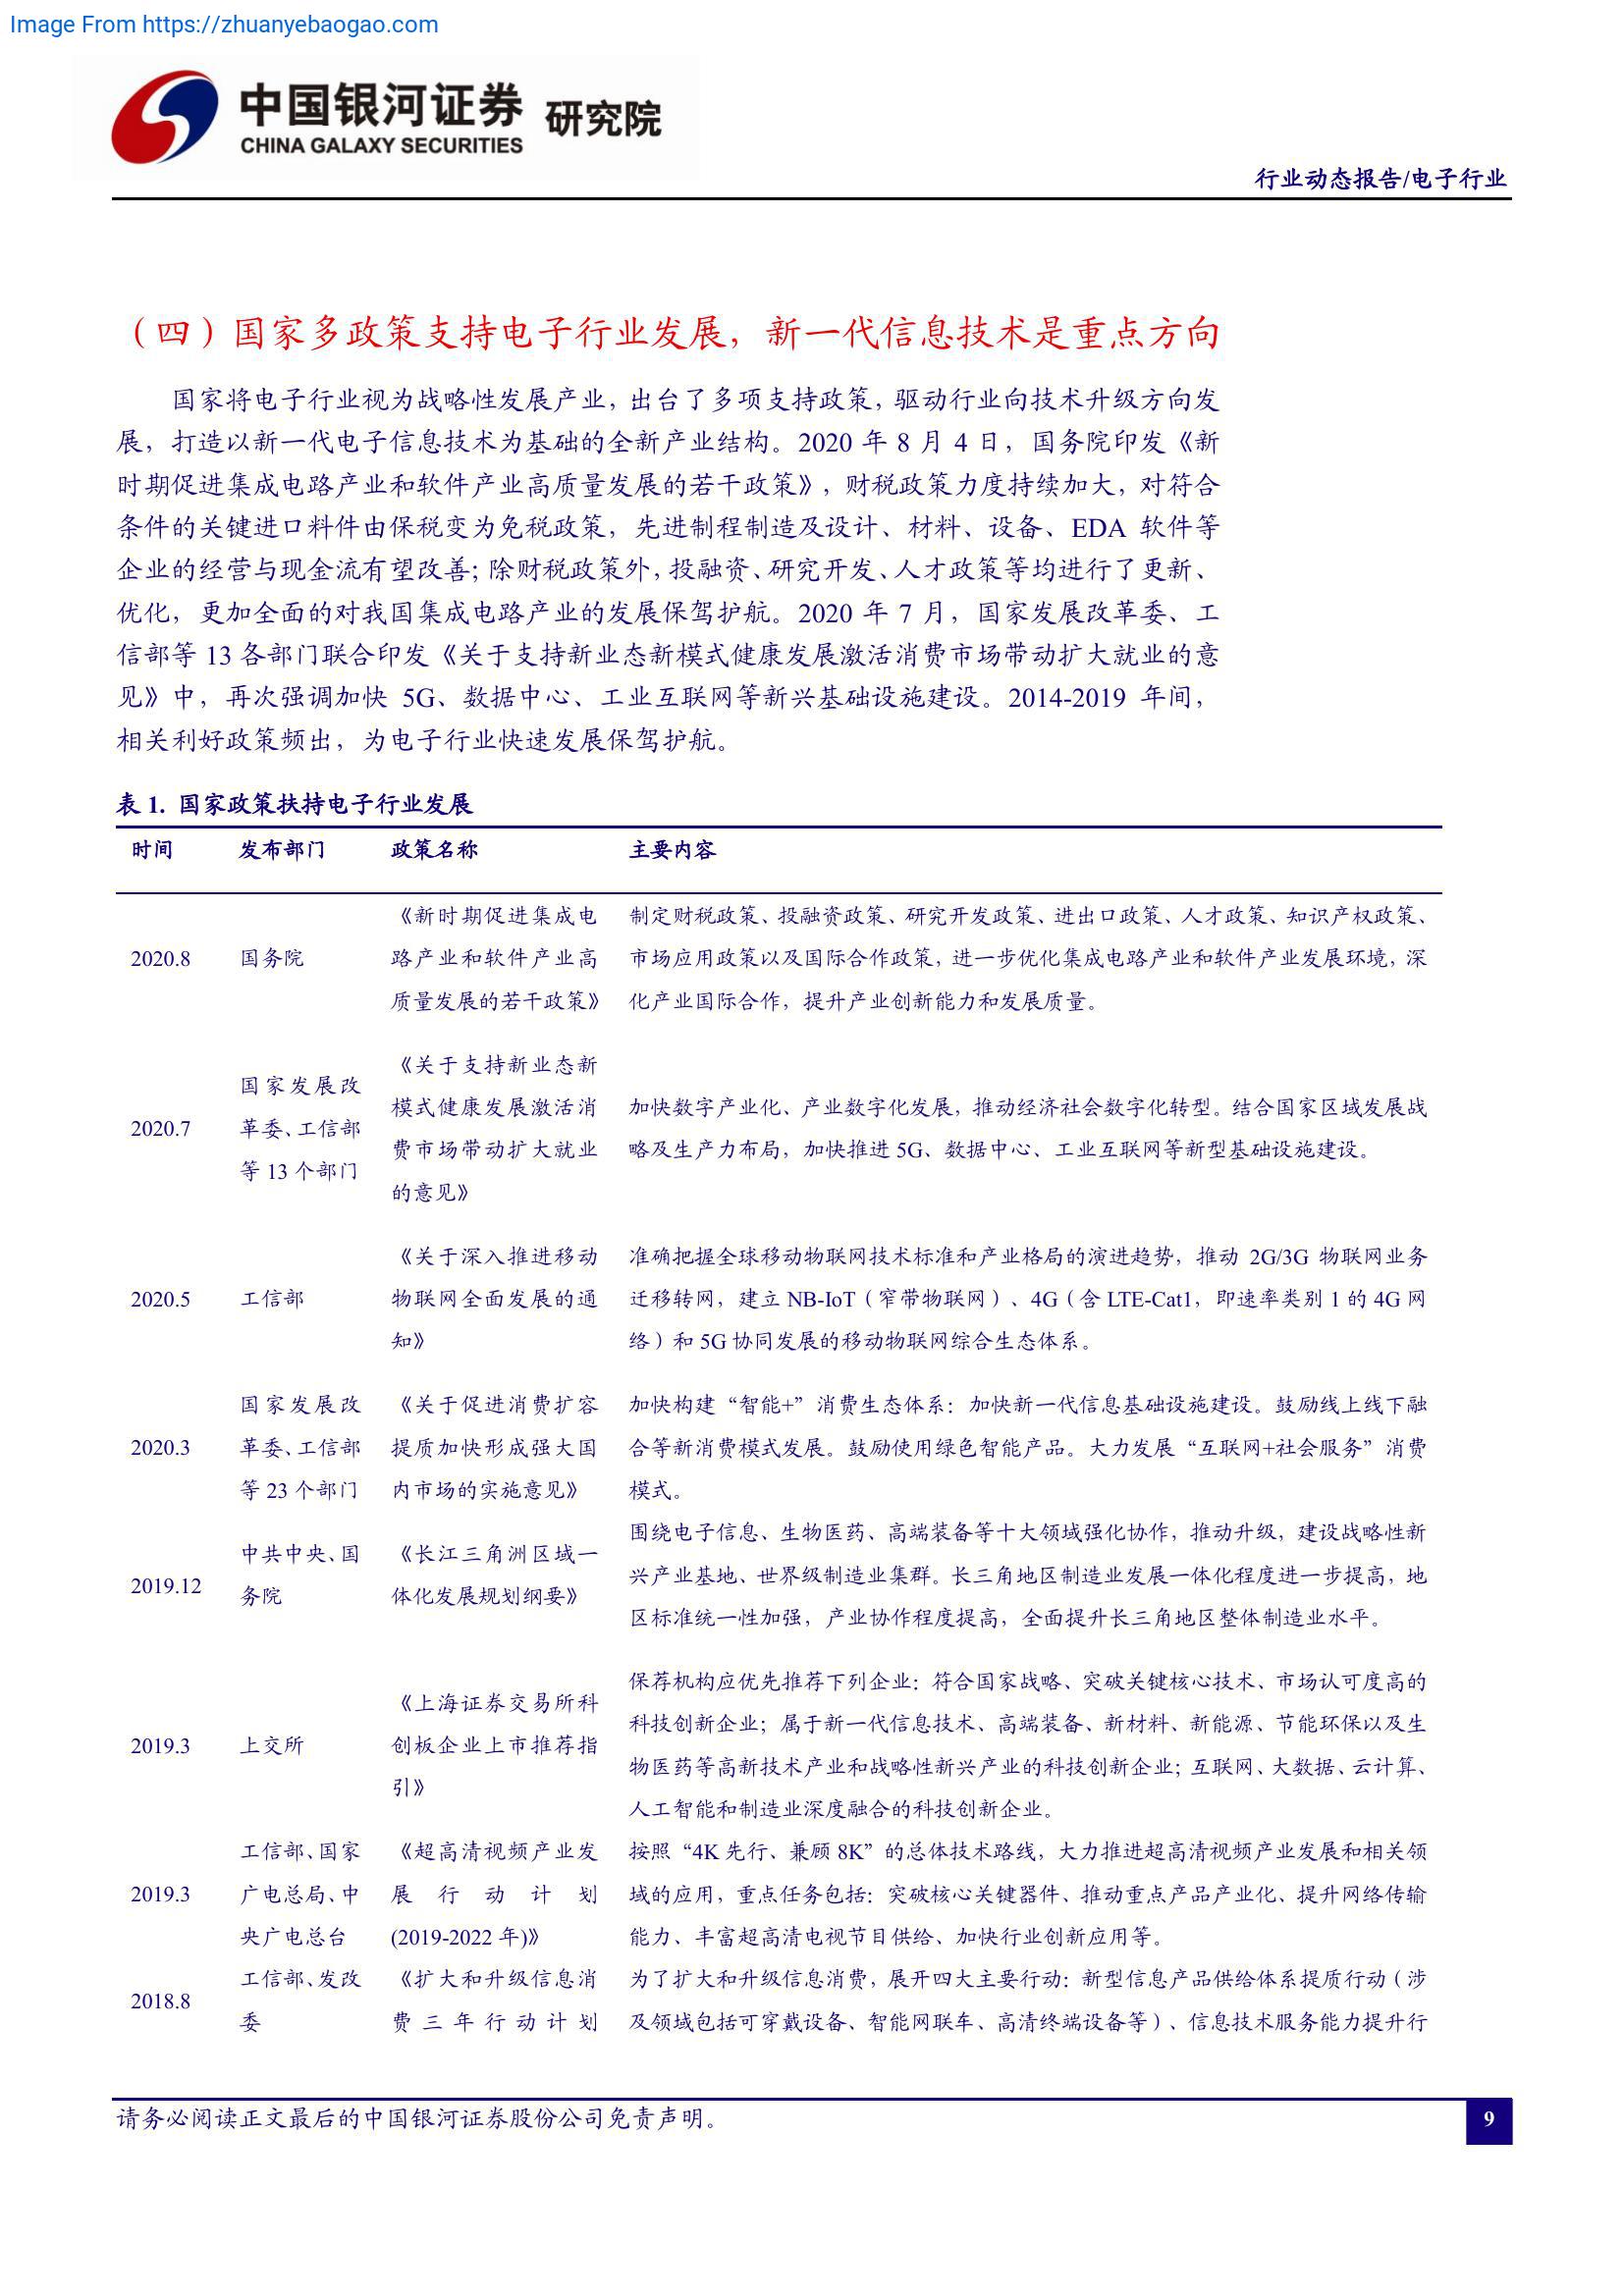 Image From https://zhuanyebaogao.com
中国银河证券 研究院
CHINA GALAXY SECURITIES
行业动态报告/电子行业
（四）国家多政策支持电子行业发展，新一代信息技术是重点方向
国家将电子行业视为战略性发展产业，出台了多项支持政策，驱动行业向技术升级方向发
展，打造以新一代电子信息技术为基础的全新产业结构。2020 年 8 月 4 日，国务院印发《新
时期促进集成电路产业和软件产业高质量发展的若干政策》，财税政策力度持续加大，对符合
条件的关键进口料件由保税变为免税政策，先进制程制造及设计、材料、设备、EDA 软件等
企业的经营与现金流有望改善；除财税政策外，投融资、研究开发、人才政策等均进行了更新、
优化，更加全面的对我国集成电路产业的发展保驾护航。2020 年 7 月，国家发展改革委、工
信部等 13 各部门联合印发《关于支持新业态新模式健康发展激活消费市场带动扩大就业的意
见》中，再次强调加快 5G、数据中心、工业互联网等新兴基础设施建设。2014-2019 年间，
相关利好政策频出，为电子行业快速发展保驾护航。
表 1. 国家政策扶持电子行业发展
时间 发布部门 政策名称 主要内容
2020.8
国务院
《新时期促进集成电
路产业和软件产业高
质量发展的若干政策》
制定财税政策、投融资政策、研究开发政策、进出口政策、人才政策、知识产权政策、
市场应用政策以及国际合作政策，进一步优化集成电路产业和软件产业发展环境，深
化产业国际合作，提升产业创新能力和发展质量。
2020.7
国家发展改
革委、工信部
等 13 个部门
《关于支持新业态新
模式健康发展激活消
费市场带动扩大就业
的意见》
加快数字产业化、产业数字化发展，推动经济社会数字化转型。结合国家区域发展战
略及生产力布局，加快推进 5G、数据中心、工业互联网等新型基础设施建设。
2020.5
工信部
《关于深入推进移动
物联网全面发展的通
知》
准确把握全球移动物联网技术标准和产业格局的演进趋势，推动 2G/3G 物联网业务
迁移转网，建立 NB-IoT（窄带物联网）、4G（含 LTE-Cat1，即速率类别 1 的 4G 网
络）和 5G 协同发展的移动物联网综合生态体系。
2020.3
国家发展改
革委、工信部
等 23 个部门
《关于促进消费扩容
提质加快形成强大国
内市场的实施意见》
加快构建“智能+”消费生态体系：加快新一代信息基础设施建设。鼓励线上线下融
合等新消费模式发展。鼓励使用绿色智能产品。大力发展“互联网+社会服务”消费
模式。
2019.12
中共中央、国
务院
《长江三角洲区域一
体化发展规划纲要》
围绕电子信息、生物医药、高端装备等十大领域强化协作，推动升级，建设战略性新
兴产业基地、世界级制造业集群。长三角地区制造业发展一体化程度进一步提高，地
区标准统一性加强，产业协作程度提高，全面提升长三角地区整体制造业水平。
2019.3
上交所
《上海证券交易所科
创板企业上市推荐指
引》
保荐机构应优先推荐下列企业：符合国家战略、突破关键核心技术、市场认可度高的
科技创新企业；属于新一代信息技术、高端装备、新材料、新能源、节能环保以及生
物医药等高新技术产业和战略性新兴产业的科技创新企业；互联网、大数据、云计算、
人工智能和制造业深度融合的科技创新企业。
2019.3
工信部、国家
广电总局、中
央广电总台
《超高清视频产业发
展行动计划
(2019-2022 年)》
按照“4K 先行、兼顾 8K”的总体技术路线，大力推进超高清视频产业发展和相关领
域的应用，重点任务包括：突破核心关键器件、推动重点产品产业化、提升网络传输
能力、丰富超高清电视节目供给、加快行业创新应用等。
2018.8
工信部、发改
委
《扩大和升级信息消
费三年行动计划
为了扩大和升级信息消费，展开四大主要行动：新型信息产品供给体系提质行动（涉
及领域包括可穿戴设备、智能网联车、高清终端设备等）、信息技术服务能力提升行
请务必阅读正文最后的中国银河证券股份公司免责声明。
9